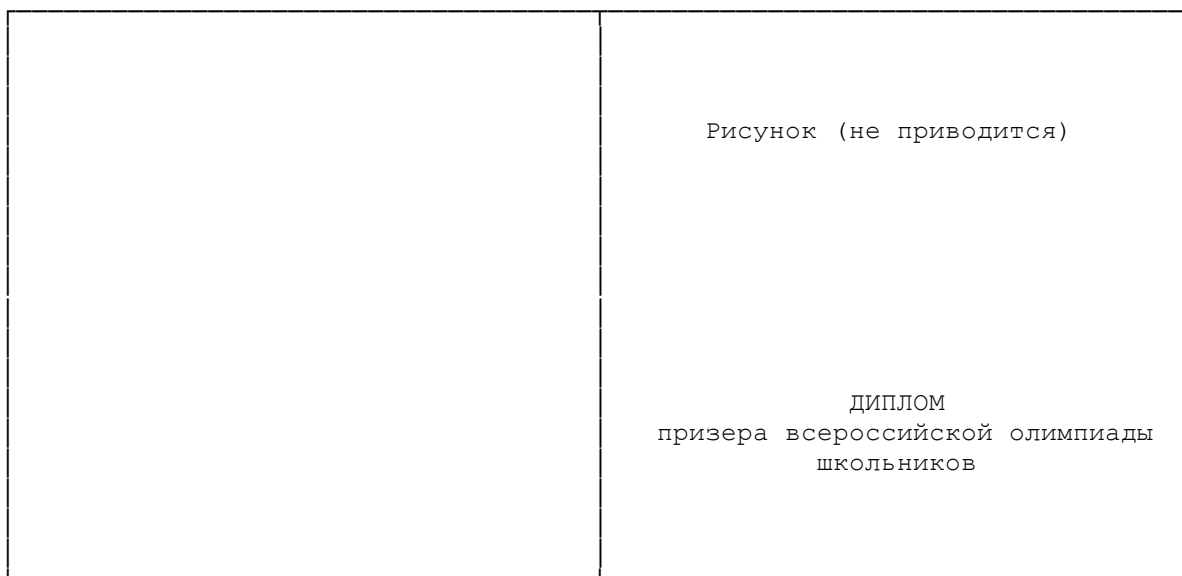 Рисунок (не приводится)
ДИПЛОМ
призера всероссийской олимпиады
школьников